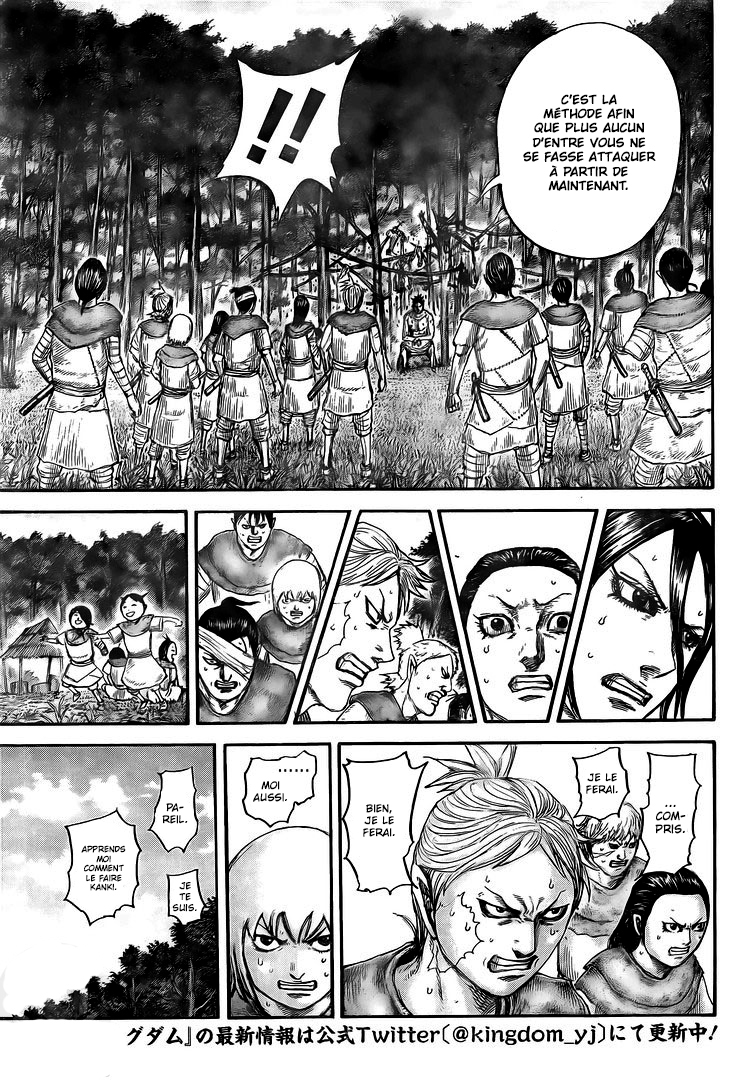 C'EST LA
MÉTHODE AFIN
QUE PLUS AUCUN
D'ENTRE VOUS NE
SE FASSE ATTAQUER
À PARTIR DE
MAINTENANT.
!!
...
COM-
PRIS.
JE LE
FERAI.
BIEN,
JE LE
FERAI.
......
MOI
AUSSI.
PA-
REIL.
JE
TE
SUIS.
APPRENDS
MOI
COMMENT
LE FAIRE
KANKI.
グダム』の最新情報は公式Twitter(@kingdom_yj)にて更新中!